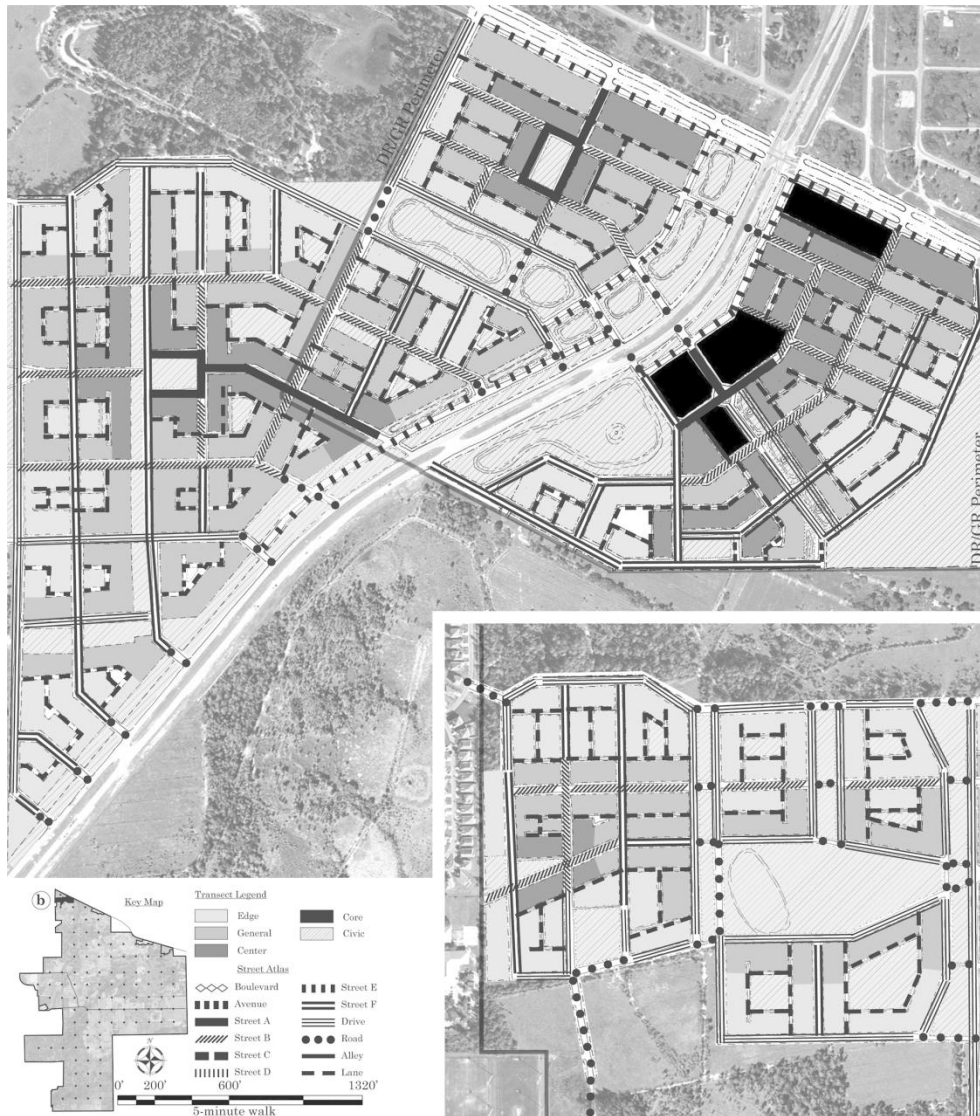 DR/GR Perimeter
DR/GR Perimeter
b
Key Map
Transect Legend
Edge
General
Center
Core
Civic
Street Atlas
Boulevard
Avenue
Street A
Street B
Street C
Street D
Street E
Street F
Drive
Road
Alley
Lane
N
0' 200' 600' 1320'
5-minute walk